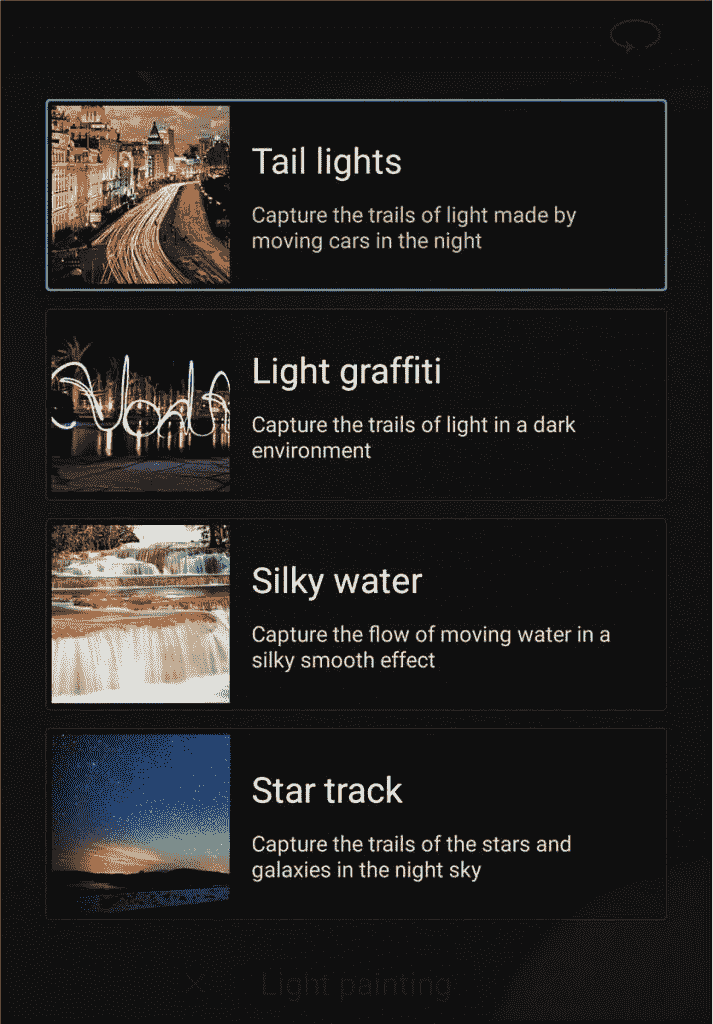 Tail lights
Capture the trails of light made by
moving cars in the night
Light graffiti
Capture the trails of light in a dark
environment
Silky water
Capture the flow of moving water in a
silky smooth effect
Star track
Capture the trails of the stars and
galaxies in the night sky
Light painting